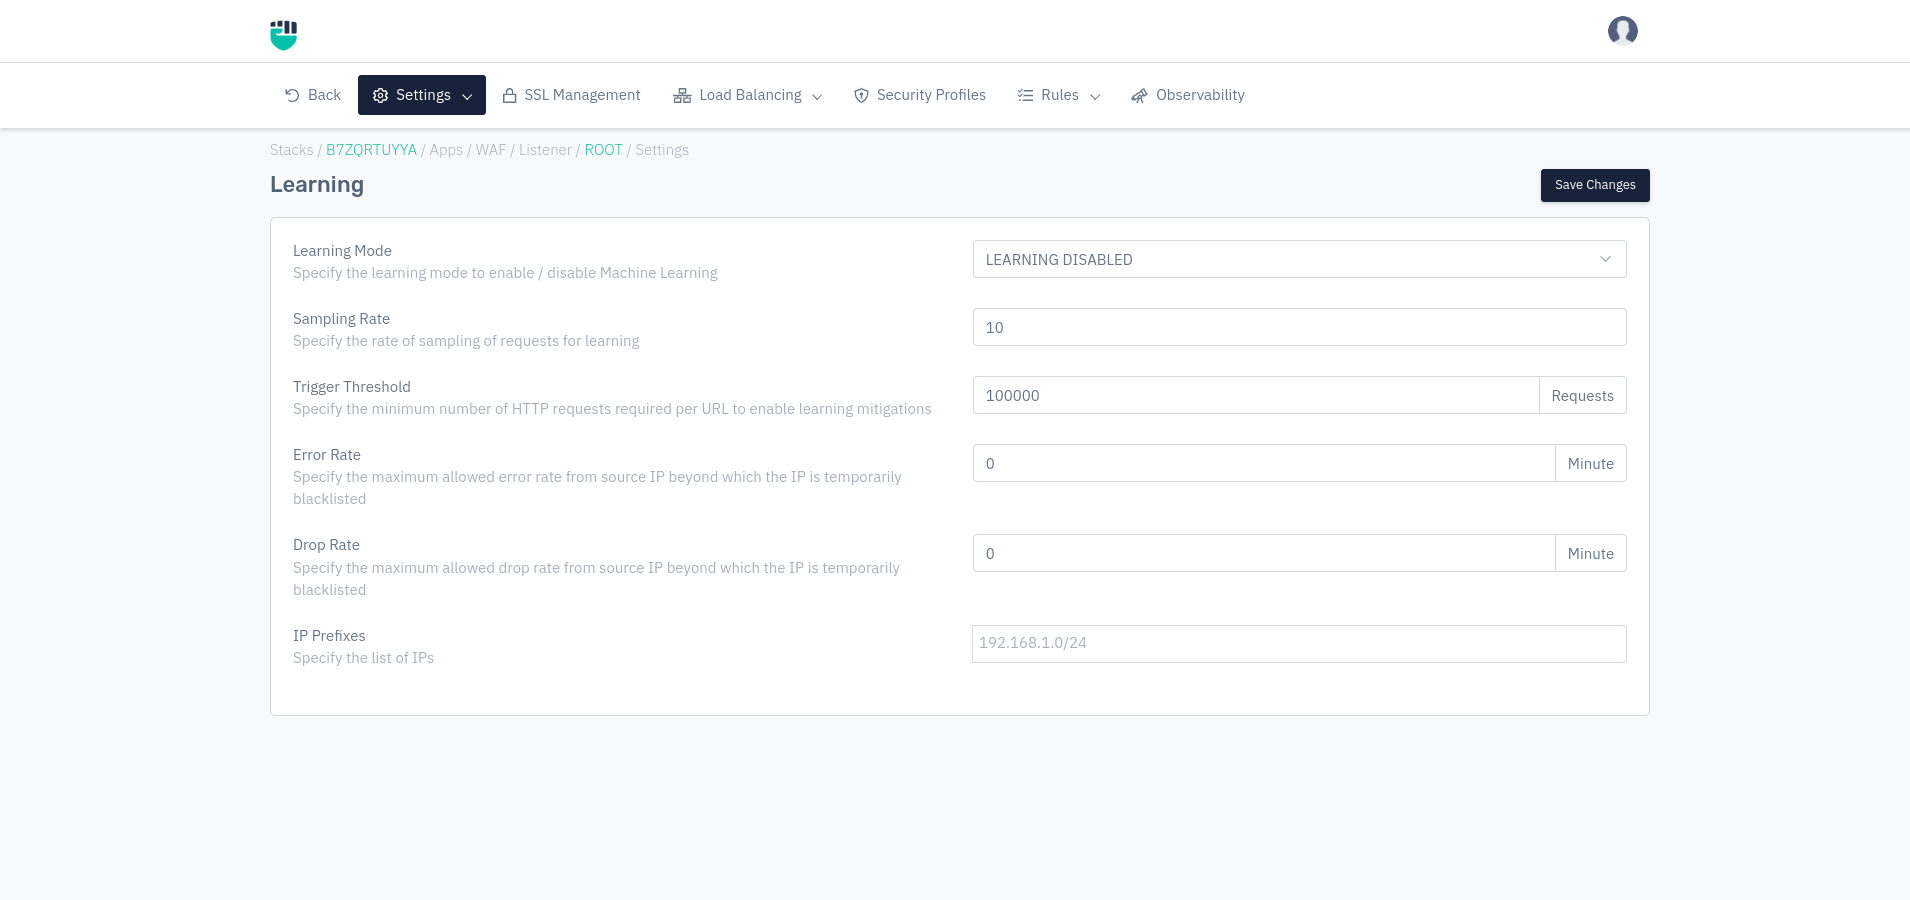 Back
Settings
SSL Management
Load Balancing
Security Profiles
Rules
Observability
Stacks / B7ZQRTUYYA / Apps / WAF / Listener / ROOT / Settings
Learning
Save Changes
Learning Mode
Specify the learning mode to enable / disable Machine Learning
LEARNING DISABLED
Sampling Rate
Specify the rate of sampling of requests for learning
10
Trigger Threshold
Specify the minimum number of HTTP requests required per URL to enable learning mitigations
100000
Requests
Error Rate
Specify the maximum allowed error rate from source IP beyond which the IP is temporarily
blacklisted
0
Minute
Drop Rate
Specify the maximum allowed drop rate from source IP beyond which the IP is temporarily
blacklisted
0
Minute
IP Prefixes
Specify the list of IPs
192.168.1.0/24